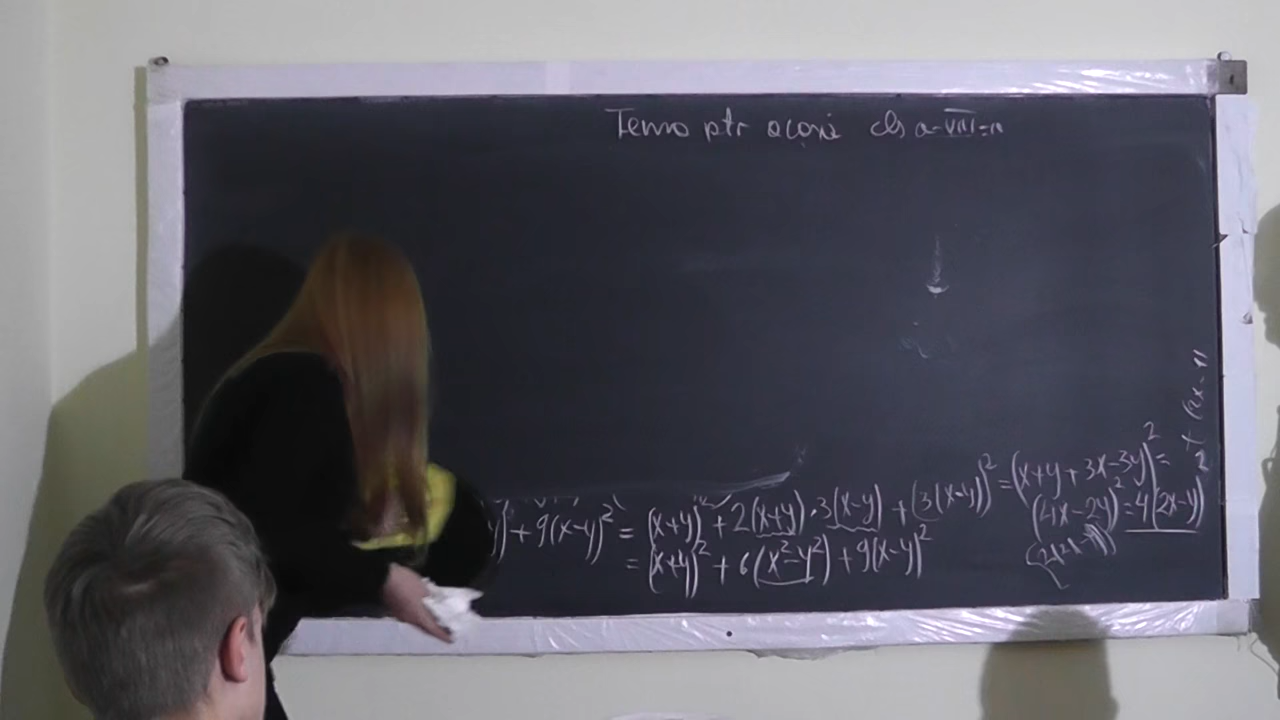 Tema ptr acasă cls a-VIII-a
)]+9(x-y)² = (x+y)²+2(x+y)·3(x-y)+(3(x-y))²=(x+y+3x-3y)²=
(4x-2y)²=4(2x-y)²
= (x+y)²+6(x²-y²)+9(x-y)²